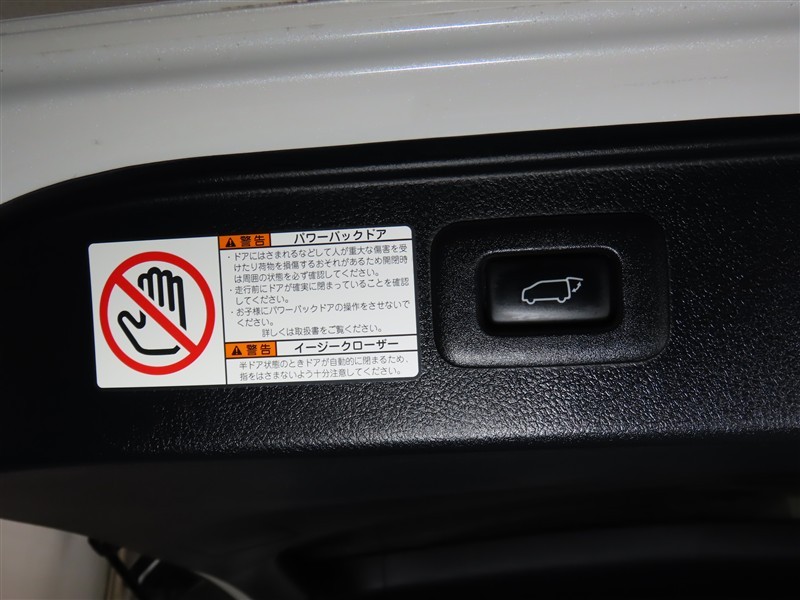 警告 パワーバックドア
・ドアにはさまれるなどして人が重大な傷害を受
けたり荷物を損傷するおそれがあるため開閉時
は周囲の状態を必ず確認してください。
・走行前にドアが確実に閉まっていることを確認
してください。
・お子様にパワーバックドアの操作をさせないで
ください。
詳しくは取扱書をご覧ください。
警告 イージークローザー
半ドア状態のときドアが自動的に閉まるため、
指をはさまないよう十分注意してください。